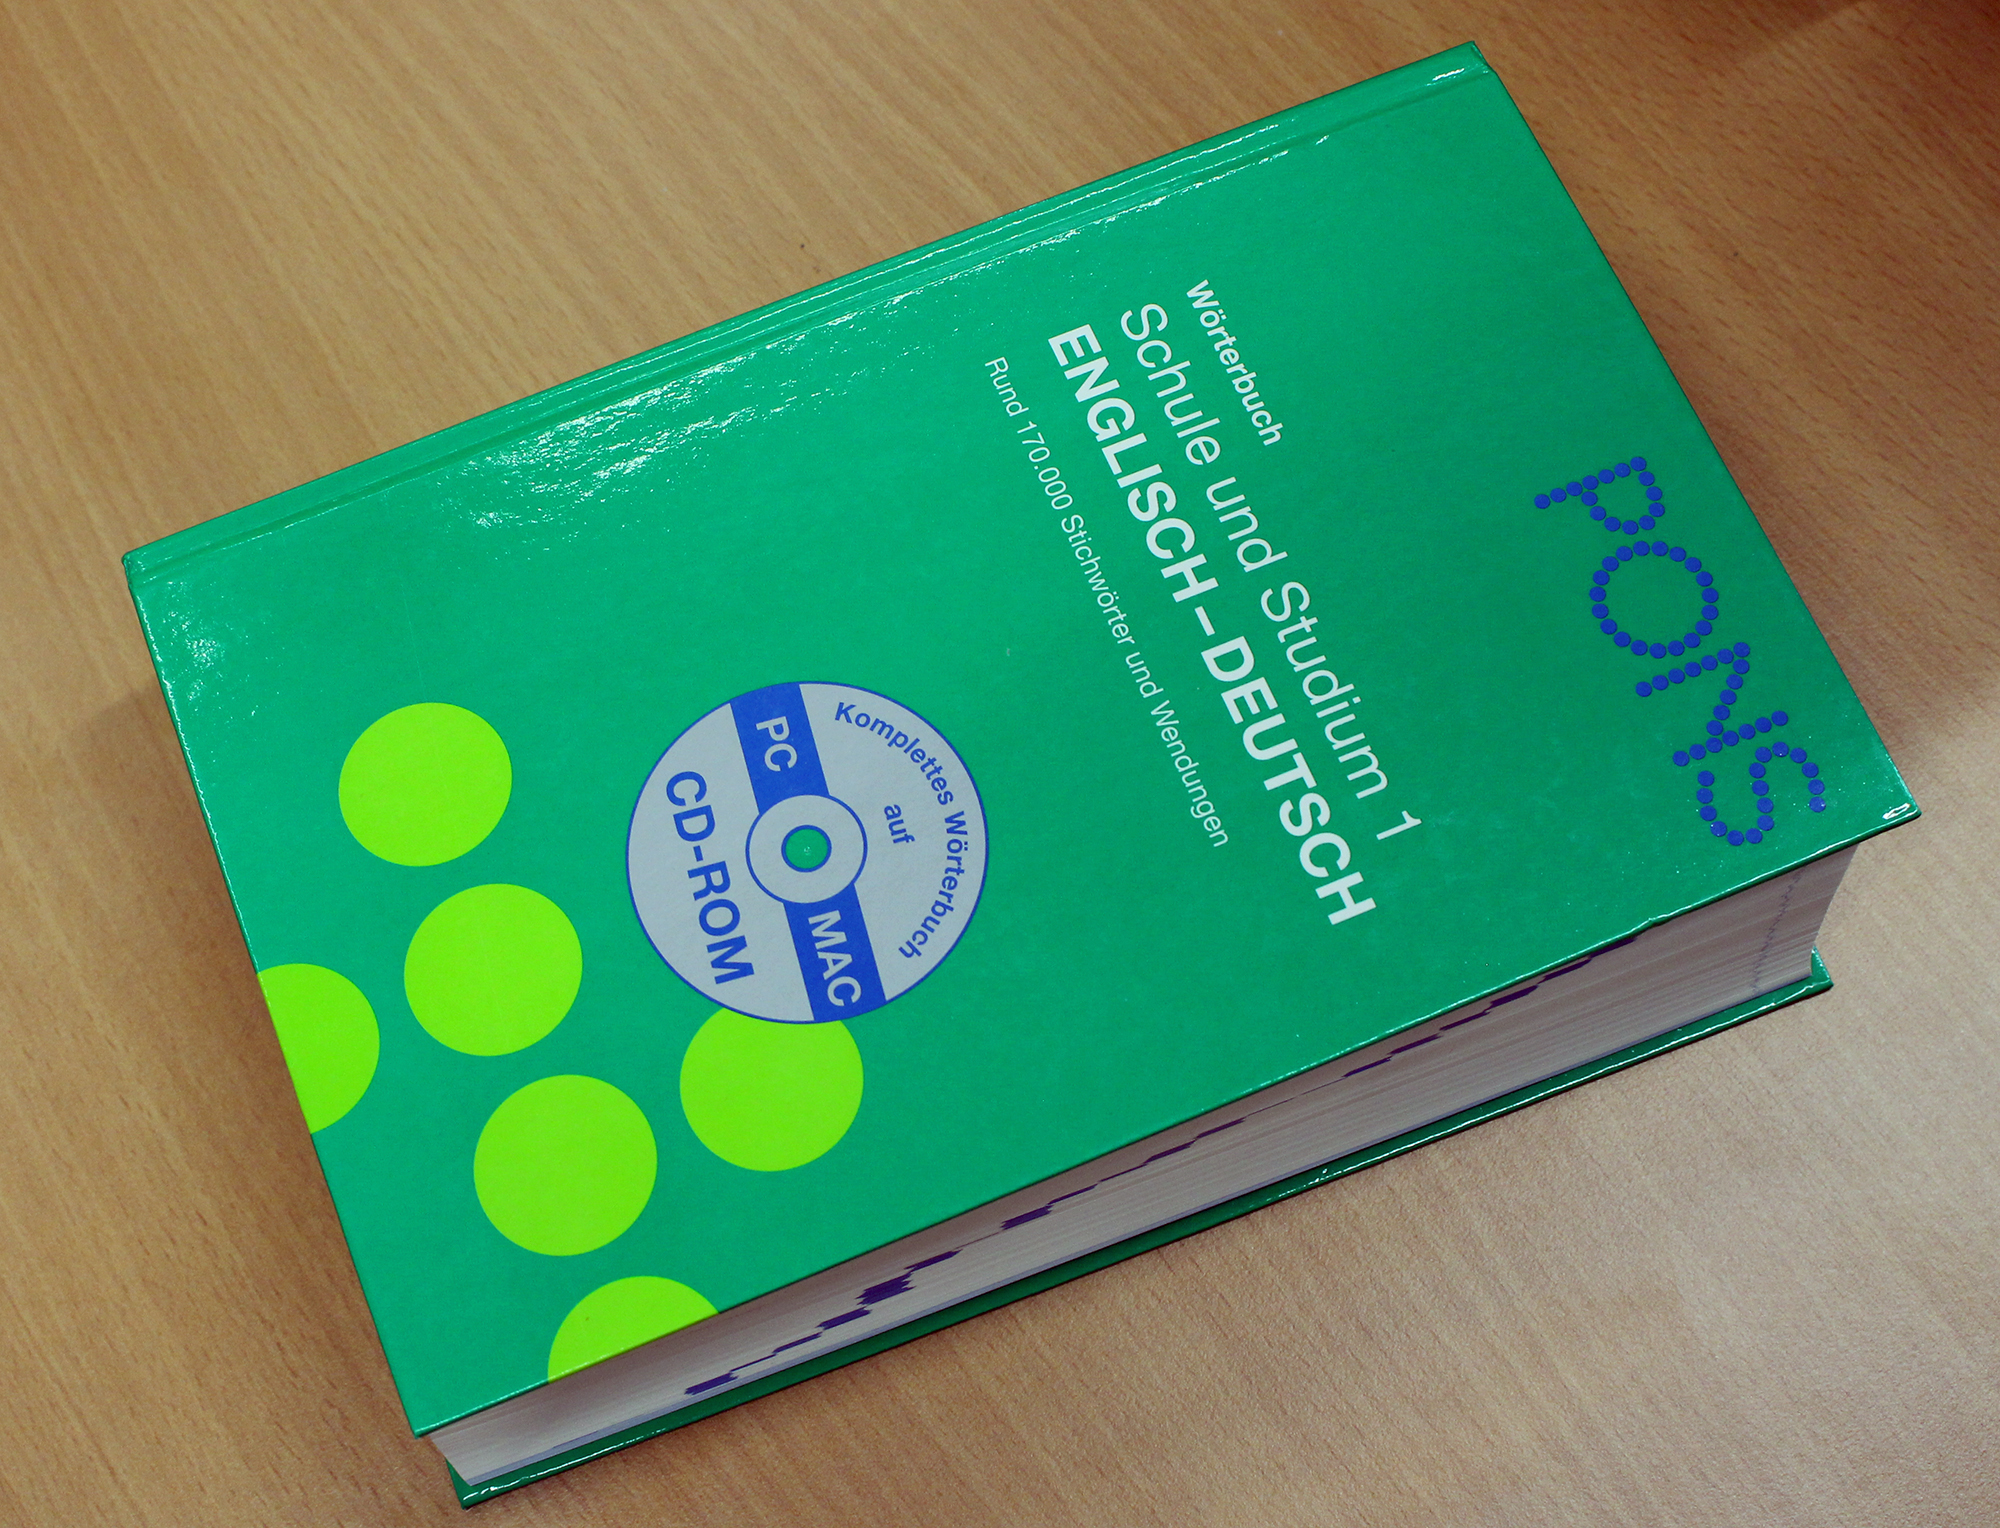 PONS
Wörterbuch
Schule und Studium 1
ENGLISCH – DEUTSCH
Rund 170.000 Stichwörter und Wendungen
Komplettes Wörterbuch
auf
PC MAC
CD-ROM